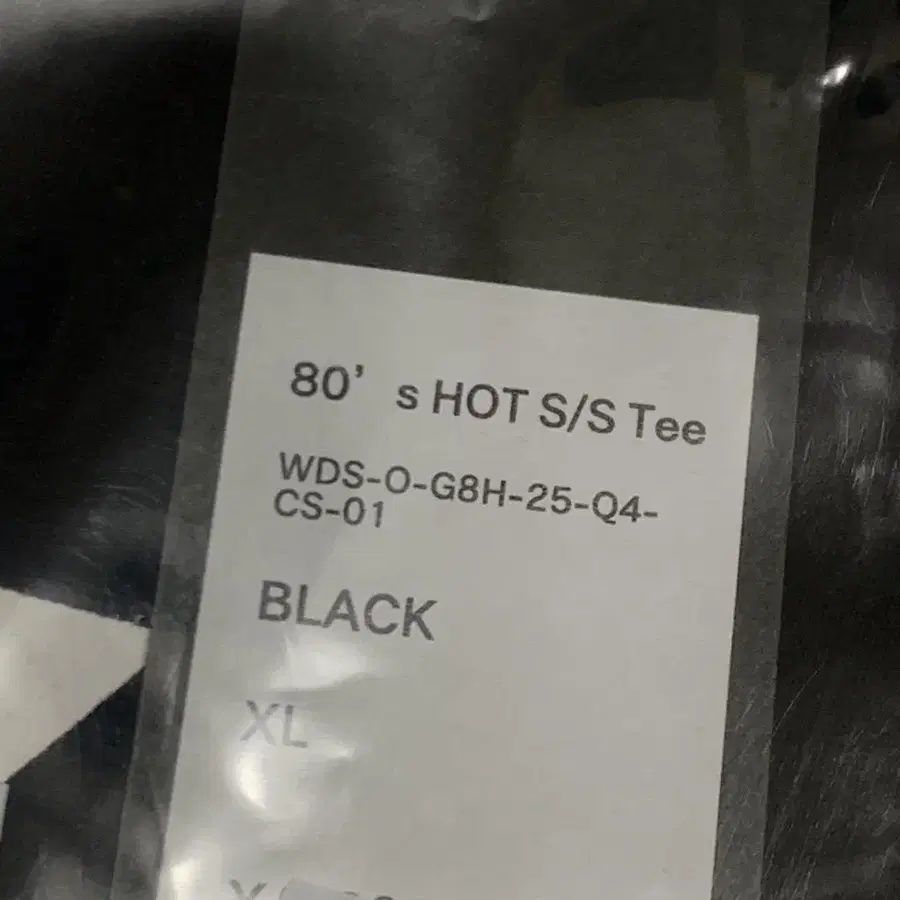 80's HOT S/S Tee
WDS-O-G8H-25-Q4-
CS-01
BLACK
XL